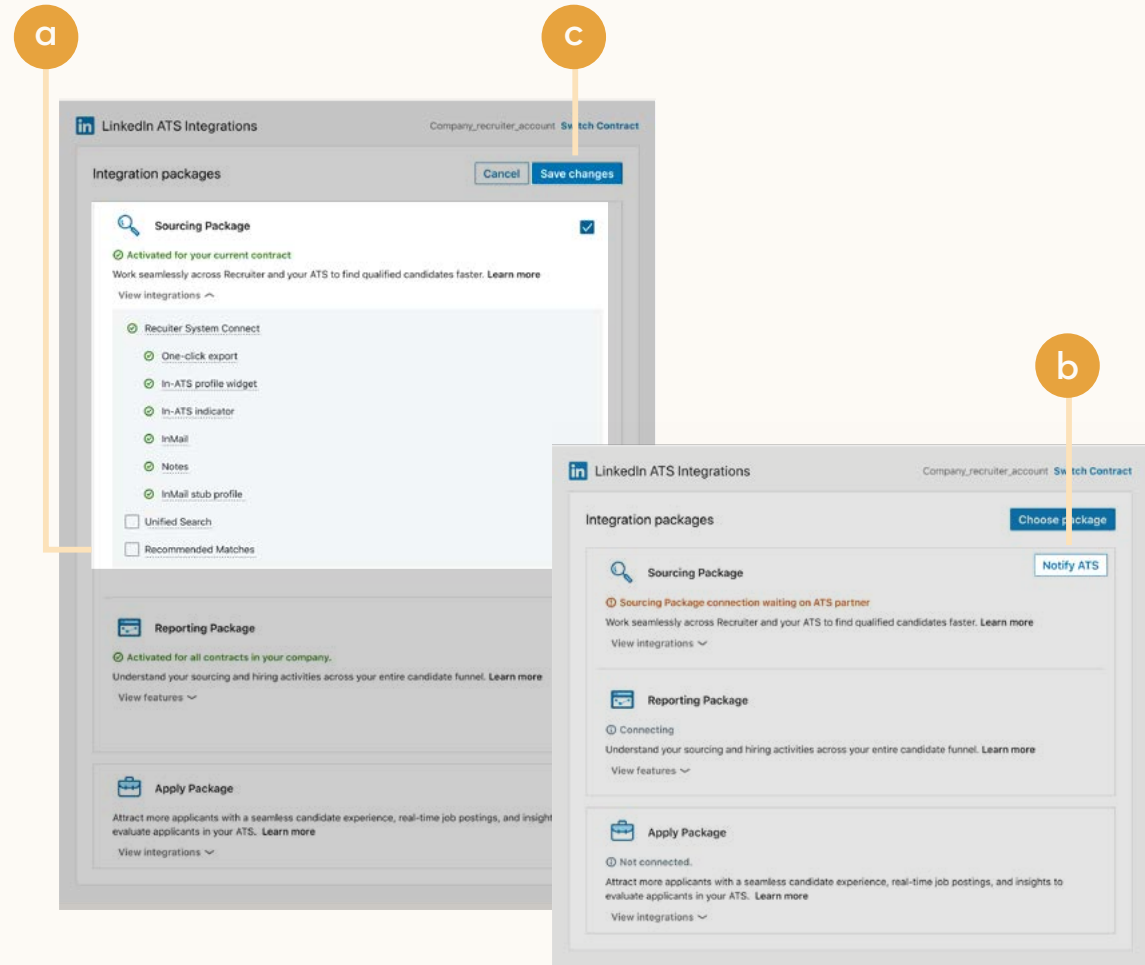 a
c
in LinkedIn ATS Integrations
Company_recruiter_account Switch Contract
Integration packages
Cancel
Save changes
Sourcing Package
Activated for your current contract
Work seamlessly across Recruiter and your ATS to find qualified candidates faster. Learn more
View integrations
Recuiter System Connect
One-click export
In-ATS profile widget
In-ATS indicator
InMail
Notes
InMail stub profile
Unified Search
Recommended Matches
Reporting Package
Activated for all contracts in your company.
Understand your sourcing and hiring activities across your entire candidate funnel. Learn more
View features
Apply Package
Attract more applicants with a seamless candidate experience, real-time job postings, and insight
evaluate applicants in your ATS. Learn more
View integrations
b
in LinkedIn ATS Integrations
Company_recruiter_account Switch Contract
Integration packages
Choose package
Sourcing Package
Notify ATS
Sourcing Package connection waiting on ATS partner
Work seamlessly across Recruiter and your ATS to find qualified candidates faster. Learn more
View integrations
Reporting Package
Connecting
Understand your sourcing and hiring activities across your entire candidate funnel. Learn more
View features
Apply Package
Not connected.
Attract more applicants with a seamless candidate experience, real-time job postings, and insights to
evaluate applicants in your ATS. Learn more
View integrations